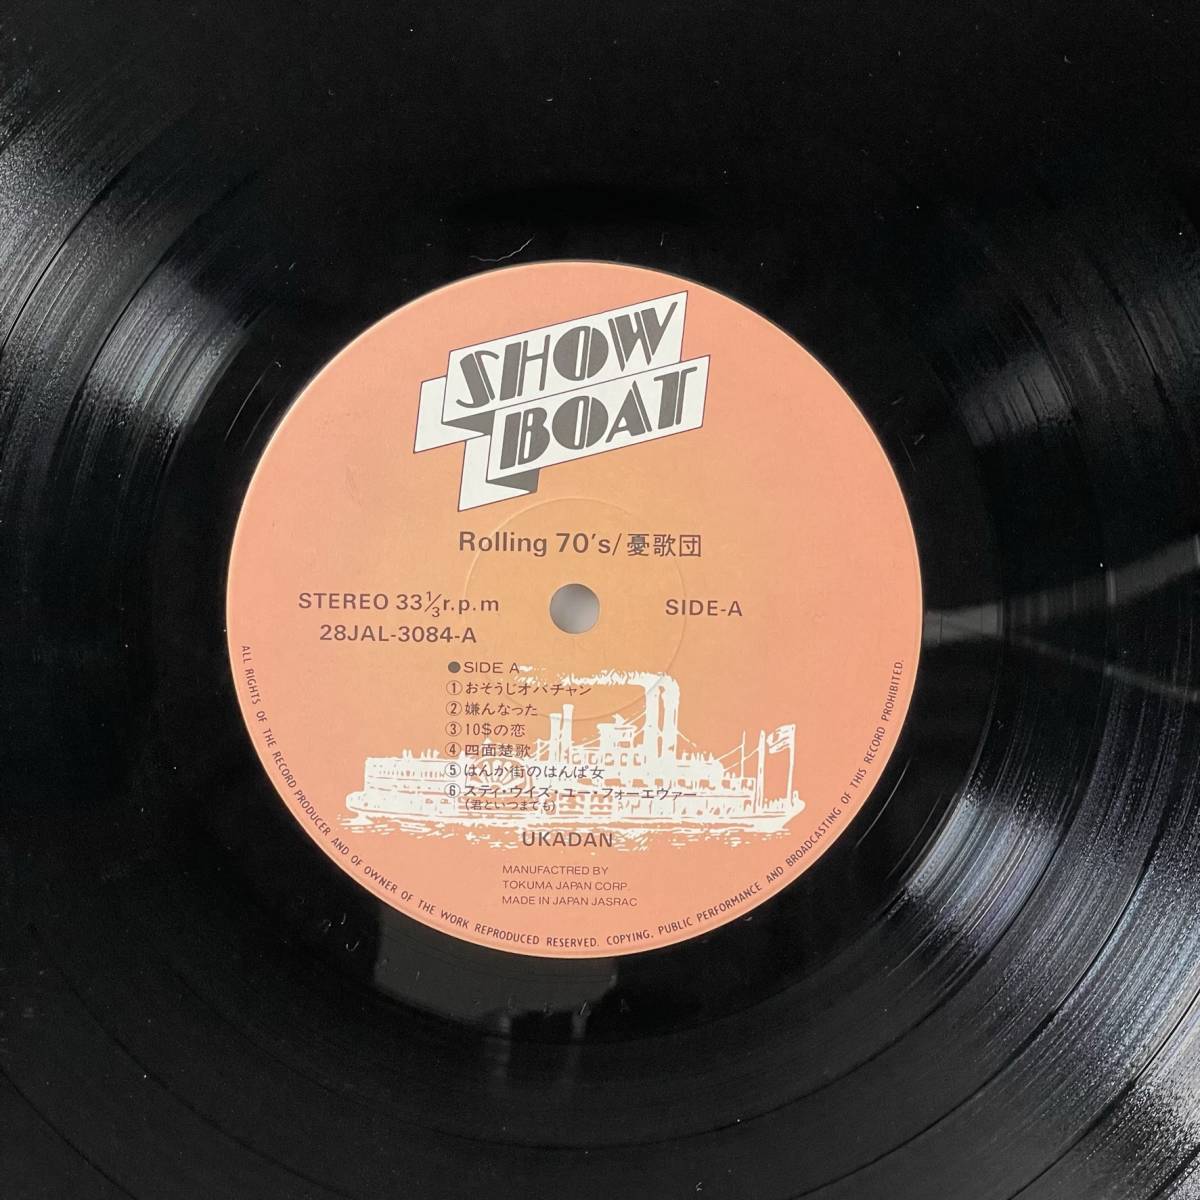 SHOW
BOAT
Rolling 70's/憂歌団
STEREO 33⅓r.p.m
SIDE-A
28JAL-3084-A
●SIDE A
①おそうじオバチャン
②嫌んなった
③10$の恋
④四面楚歌
⑤はんか街のはんぱ女
⑥スティ・ウイズ・ユー・フォーエヴァー
(君といつまでも)
UKADAN
MANUFACTRED BY
TOKUMA JAPAN CORP.
MADE IN JAPAN JASRAC
ALL RIGHTS OF THE RECORD PRODUCER AND OF OWNER OF THE WORK REPRODUCED RESERVED. COPYING, PUBLIC PERFORMANCE AND BROADCASTING OF THIS RECORD PROHIBITED.